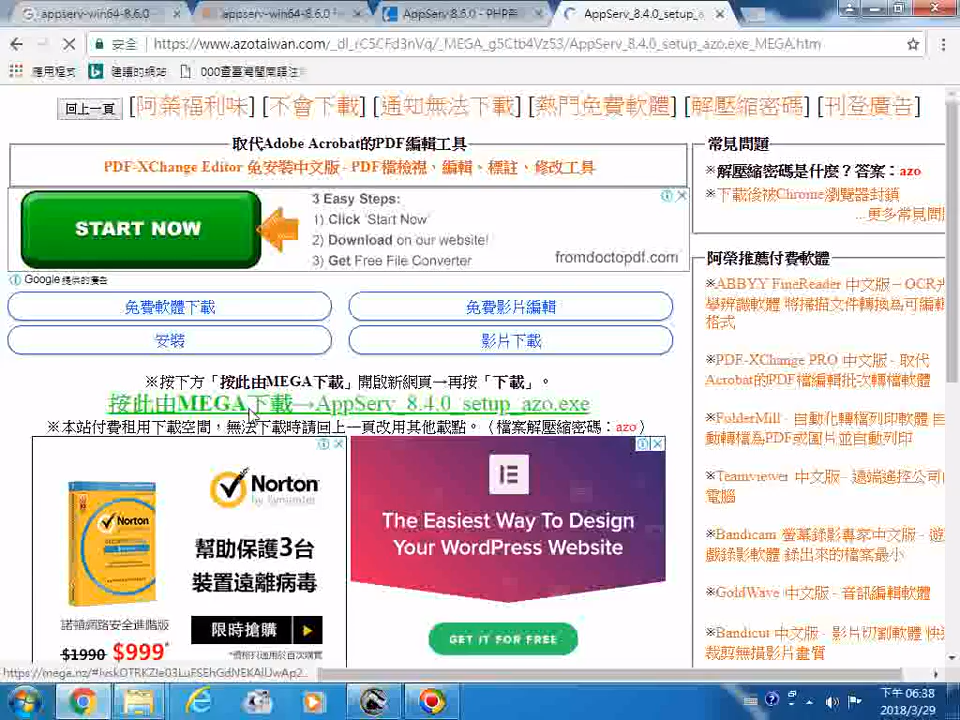 appserv-win64-8.6.0
appserv-win64-8.6.0
AppServ 8.6.0 - PHP
AppServ_8.4.0_setup_a
安全
https://www.azotaiwan.com/_dl_rC5CFd3nVq/_MEGA_g5Ctb4Vz53/AppServ_8.4.0_setup_azo.exe_MEGA.htm
應用程式
建議的網站
回上一頁 [阿榮福利味] [不會下載] [通知無法下載] [熱門免費軟體] [解壓縮密碼] [刊登廣告]
取代Adobe Acrobat的PDF編輯工具
PDF-XChange Editor 免安裝中文版 - PDF檔檢視、編輯、標註、修改工具
START NOW
3 Easy Steps:
1) Click 'Start Now'
2) Download on our website!
3) Get Free File Converter
fromdoctopdf.com
Google 提供的廣告
免費軟體下載
免費影片編輯
安裝
影片下載
※按下方「按此由MEGA下載」開啟新網頁→再按「下載」。
按此由MEGA下載→AppServ_8.4.0_setup_azo.exe
※本站付費租用下載空間，無法下載時請回上一頁改用其他載點。（檔案解壓縮密碼：azo）
Norton
by Symantec
Norton
幫助保護3台
裝置遠離病毒
諾頓網路安全進階版
$1990 $999*
限時搶購
*價格只適用於首次購買
The Easiest Way To Design
Your WordPress Website
GET IT FOR FREE
常見問題
※解壓縮密碼是什麼？答案：azo
※下載後被Chrome瀏覽器封鎖
...更多常見問
阿榮推薦付費軟體
※ABBYY FineReader 中文版 – OCR光
學辨識軟體 將掃描文件轉換為可編輯
格式
※PDF-XChange PRO 中文版 - 取代
Acrobat的PDF檔編輯批次轉檔軟體
※FolderMill - 自動化轉檔列印軟體 自
動轉檔為PDF或圖片並自動列印
※Teamviewer 中文版 - 遠端遙控公司
電腦
※Bandicam 螢幕錄影專家中文版 - 遊
戲錄影軟體 錄出來的檔案最小
※GoldWave 中文版 - 音訊編輯軟體
※Bandicut 中文版 - 影片切割軟體 快速
裁剪無損影片畫質
下午 06:38
2018/3/29